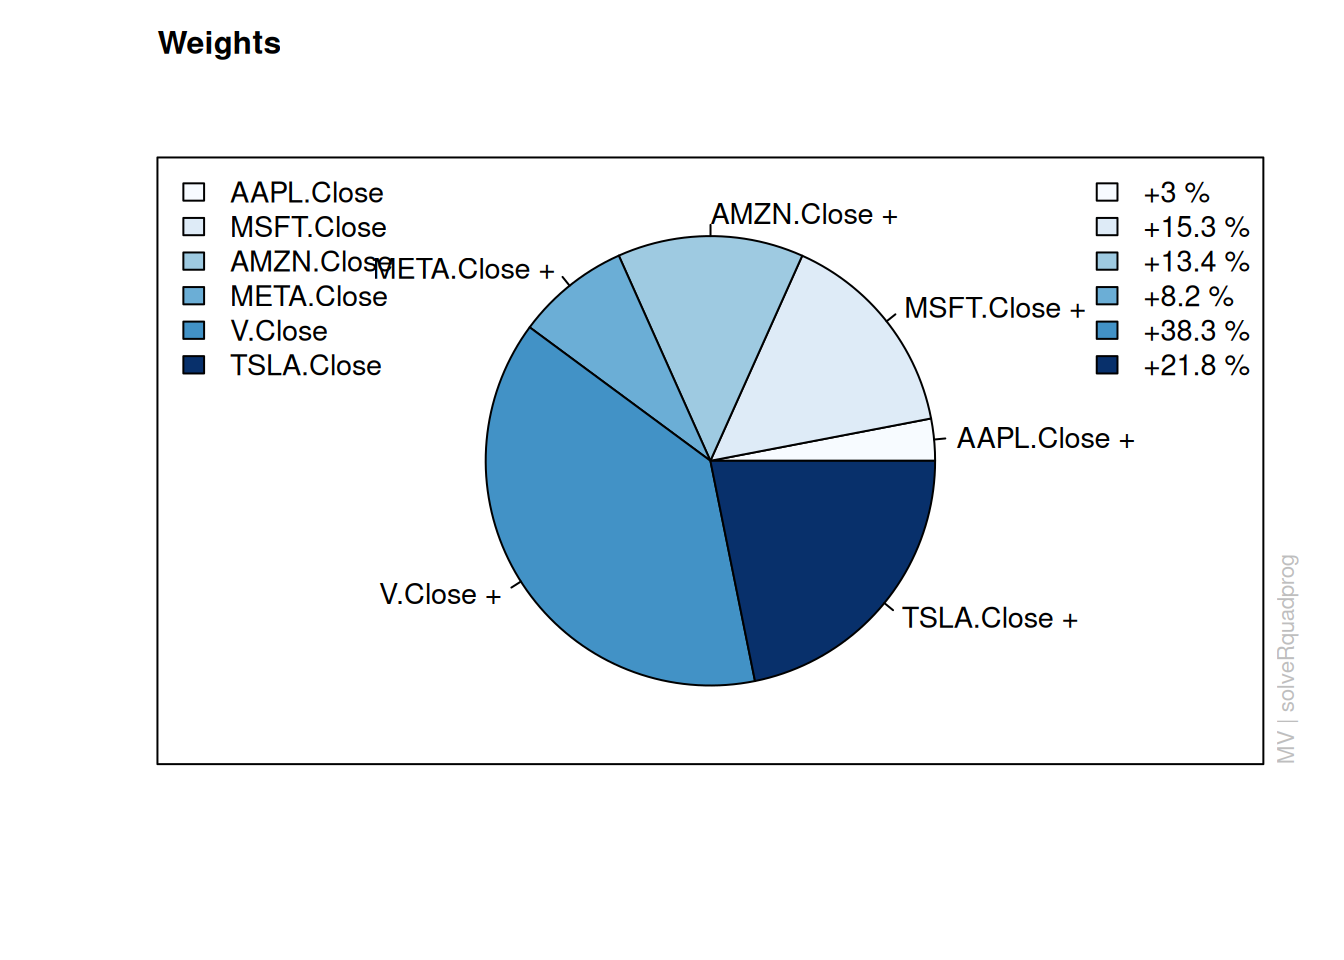 Weights
AAPL.Close
MSFT.Close
AMZN.Close
META.Close
V.Close
TSLA.Close
AMZN.Close +
META.Close +
MSFT.Close +
AAPL.Close +
V.Close +
TSLA.Close +
+3 %
+15.3 %
+13.4 %
+8.2 %
+38.3 %
+21.8 %
MV | solveRquadprog